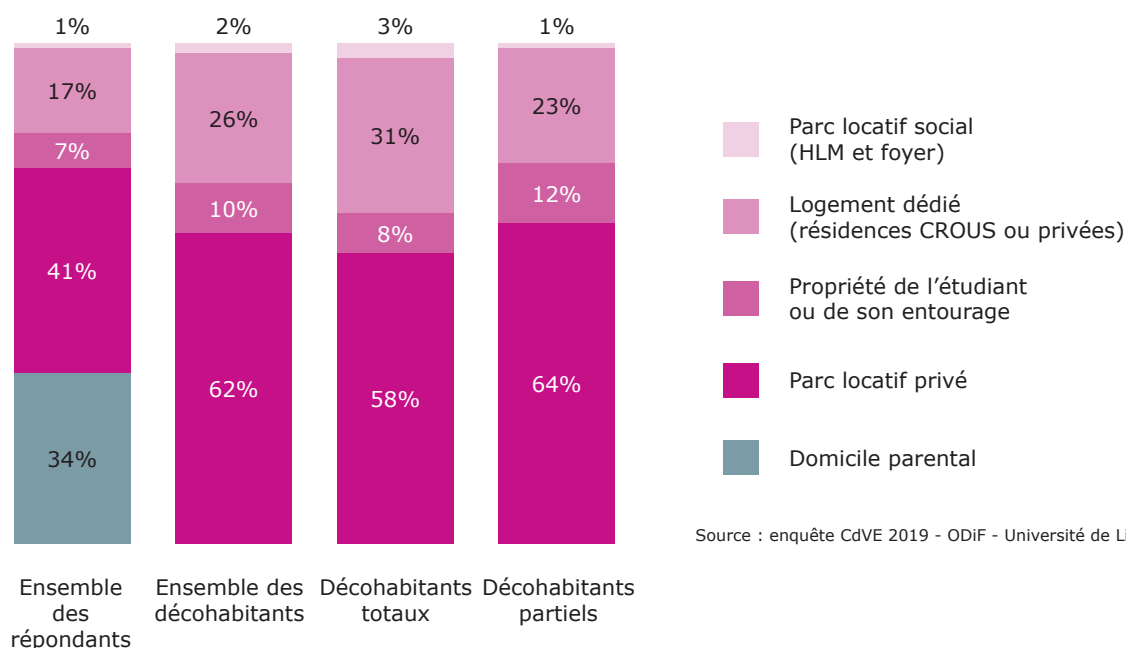 1%
2%
3%
1%
17%
26%
31%
23%
7%
10%
8%
12%
41%
62%
58%
64%
34%
Parc locatif social
(HLM et foyer)
Logement dédié
(résidences CROUS ou privées)
Propriété de l'étudiant
ou de son entourage
Parc locatif privé
Domicile parental
Source : enquête CdVE 2019 - ODiF - Université de
Ensemble
des
répondants
Ensemble des
décohabitants
Décohabitants
totaux
Décohabitants
partiels